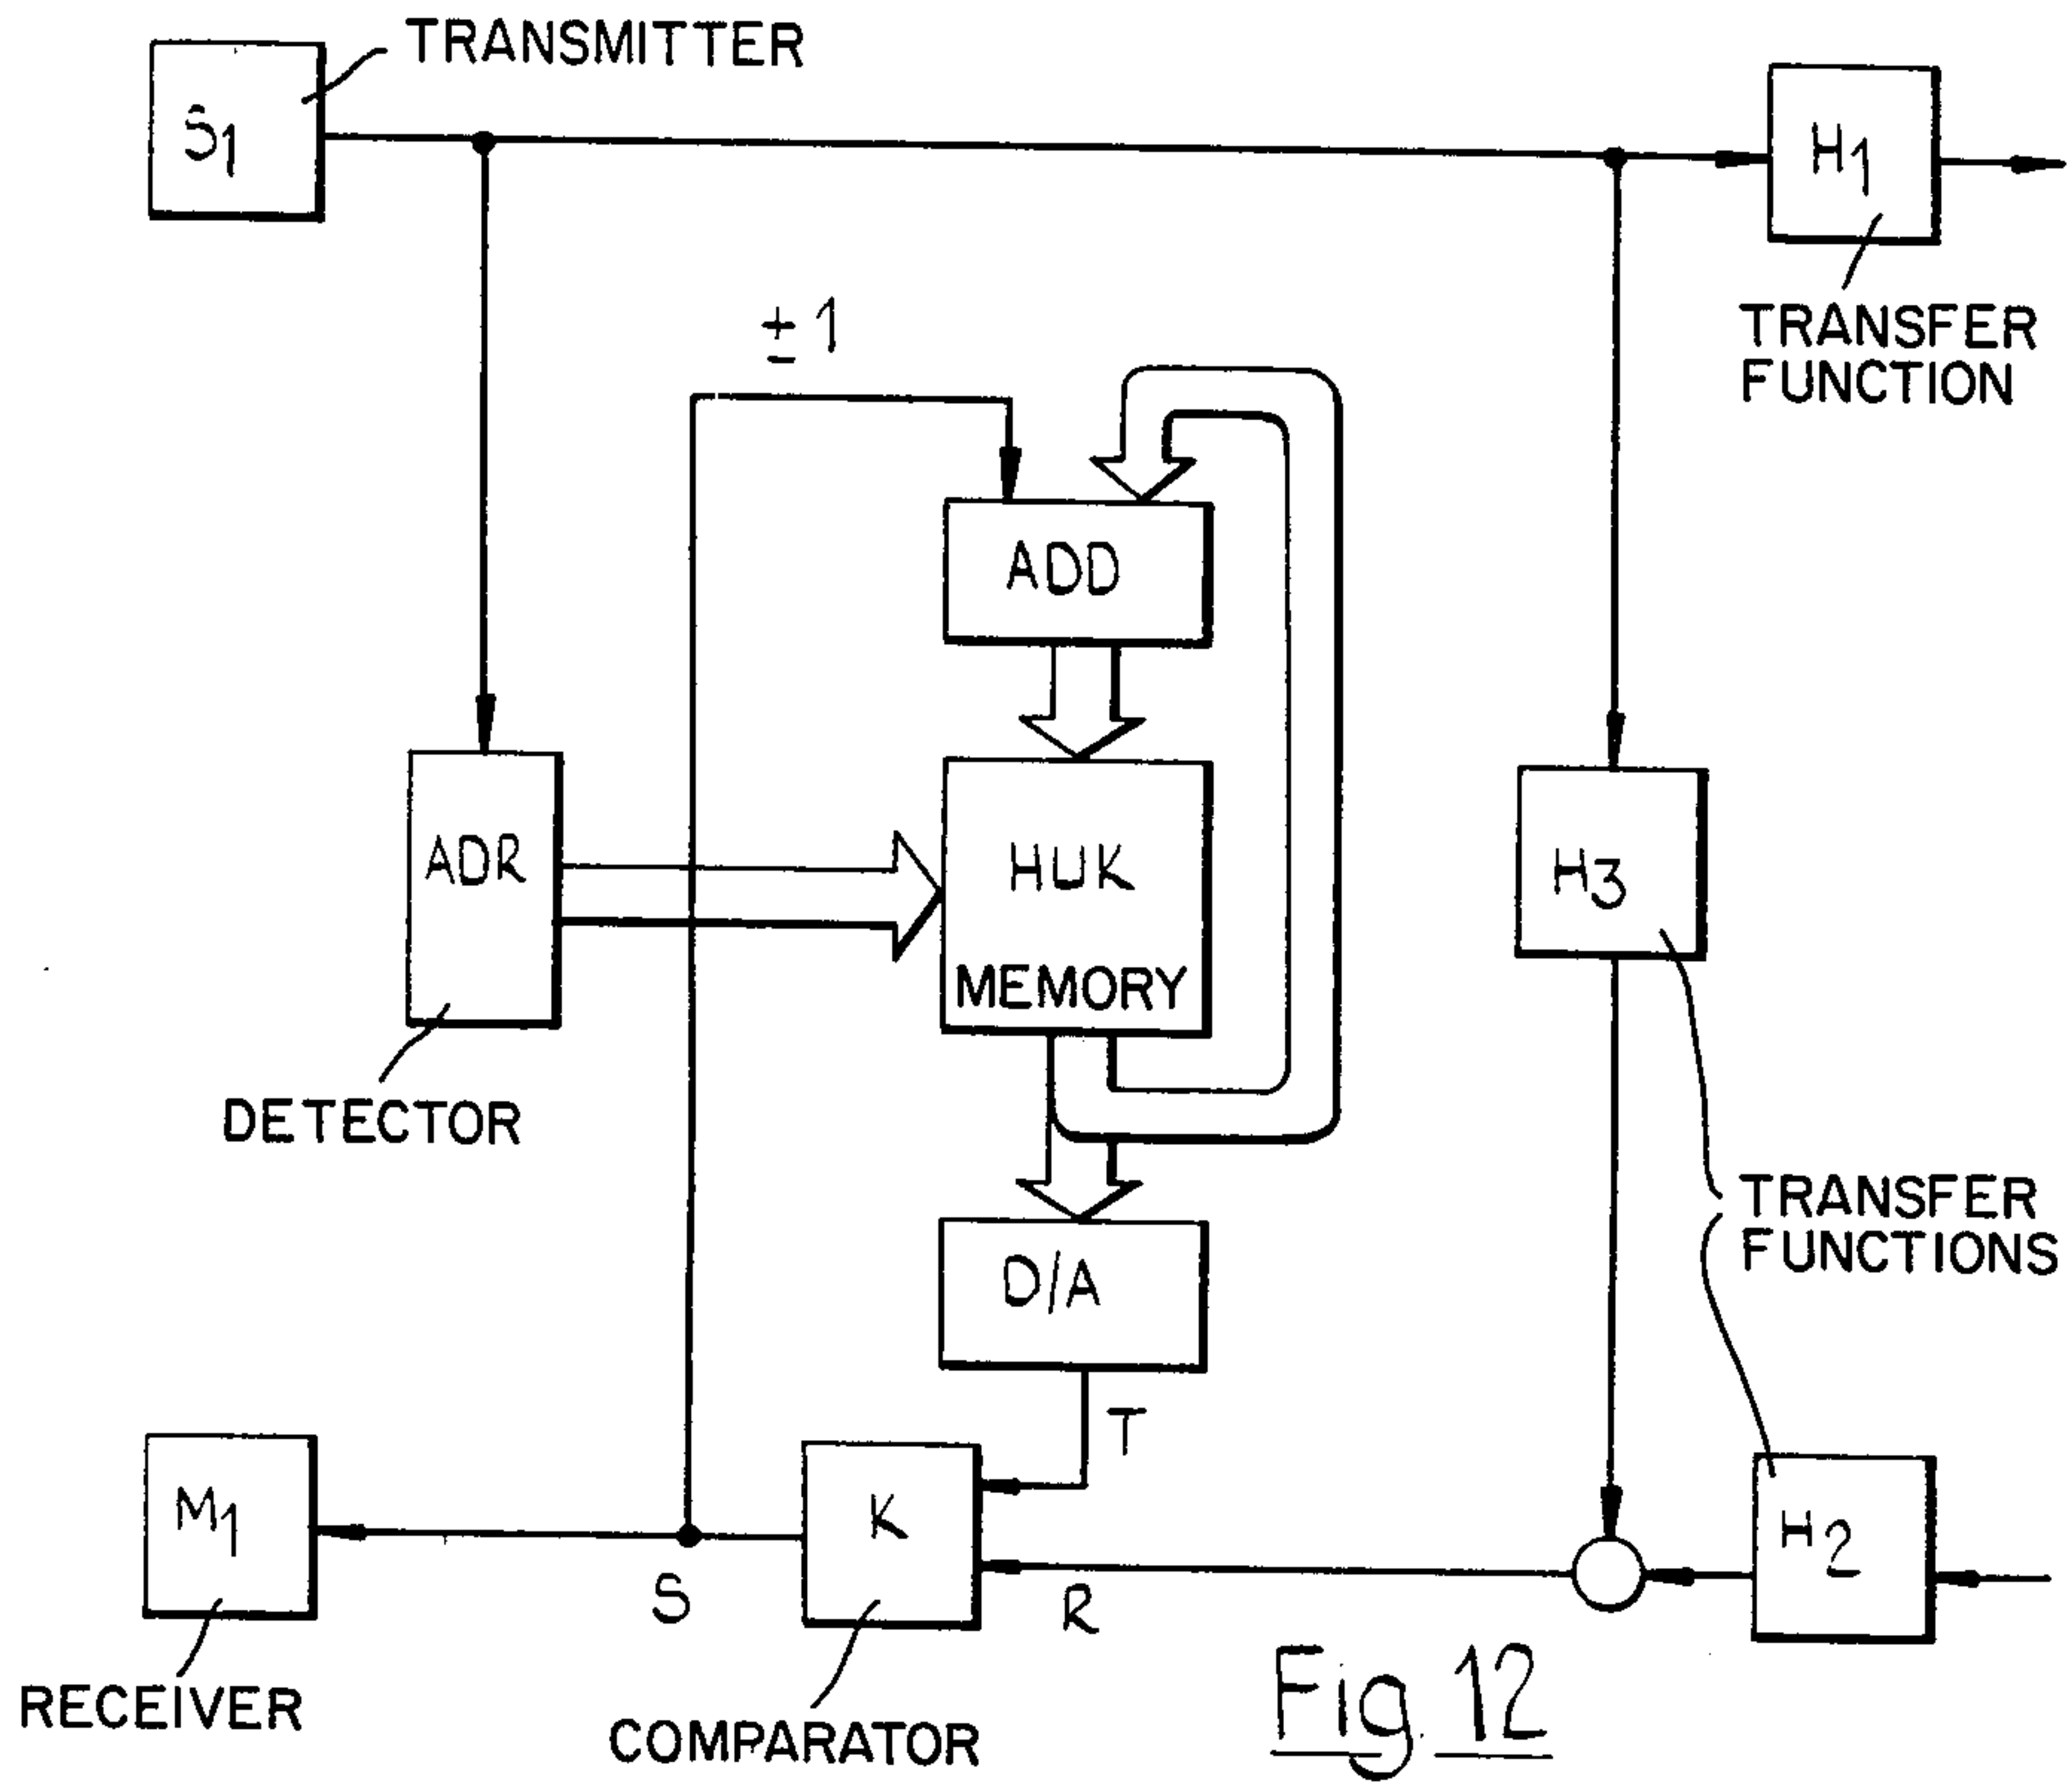 TRANSMITTER
S1
H1
TRANSFER
FUNCTION
± 1
ADD
ADR
HUK
MEMORY
H3
DETECTOR
TRANSFER
FUNCTIONS
D/A
T
M1
K
H2
S
R
RECEIVER
COMPARATOR
Fig. 12